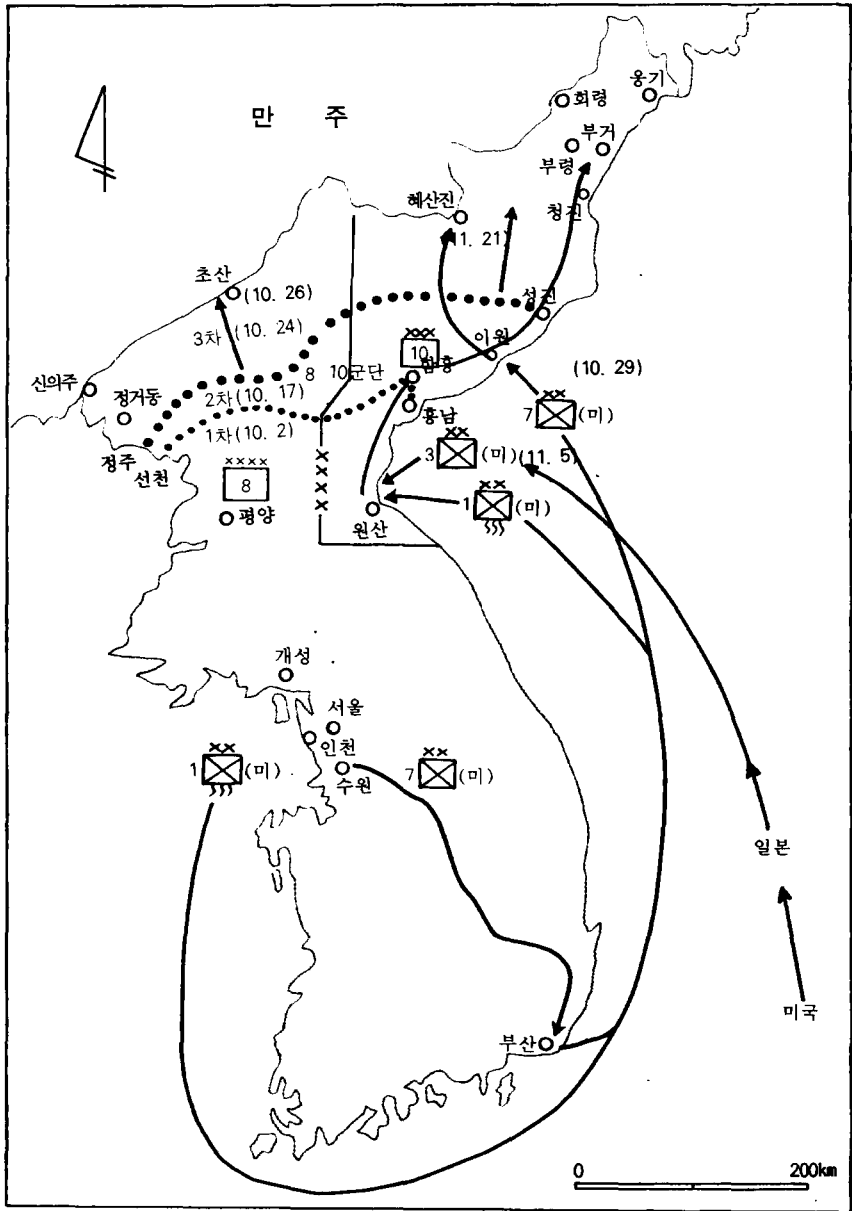 만 주
웅기
회령
부거
부령
청진
혜산진
(11. 21)
초산
(10. 26)
성진
3차 (10. 24)
이원
10
함흥
(10. 29)
8 10군단
신의주
정거동
2차(10. 17)
흥남
7 (미)
1차(10. 2)
3 (미)(11. 5)
정주
선천
8
1 (미)
평양
원산
개성
서울
인천
수원
1 (미)
7 (미)
일본
미국
부산
0 200km